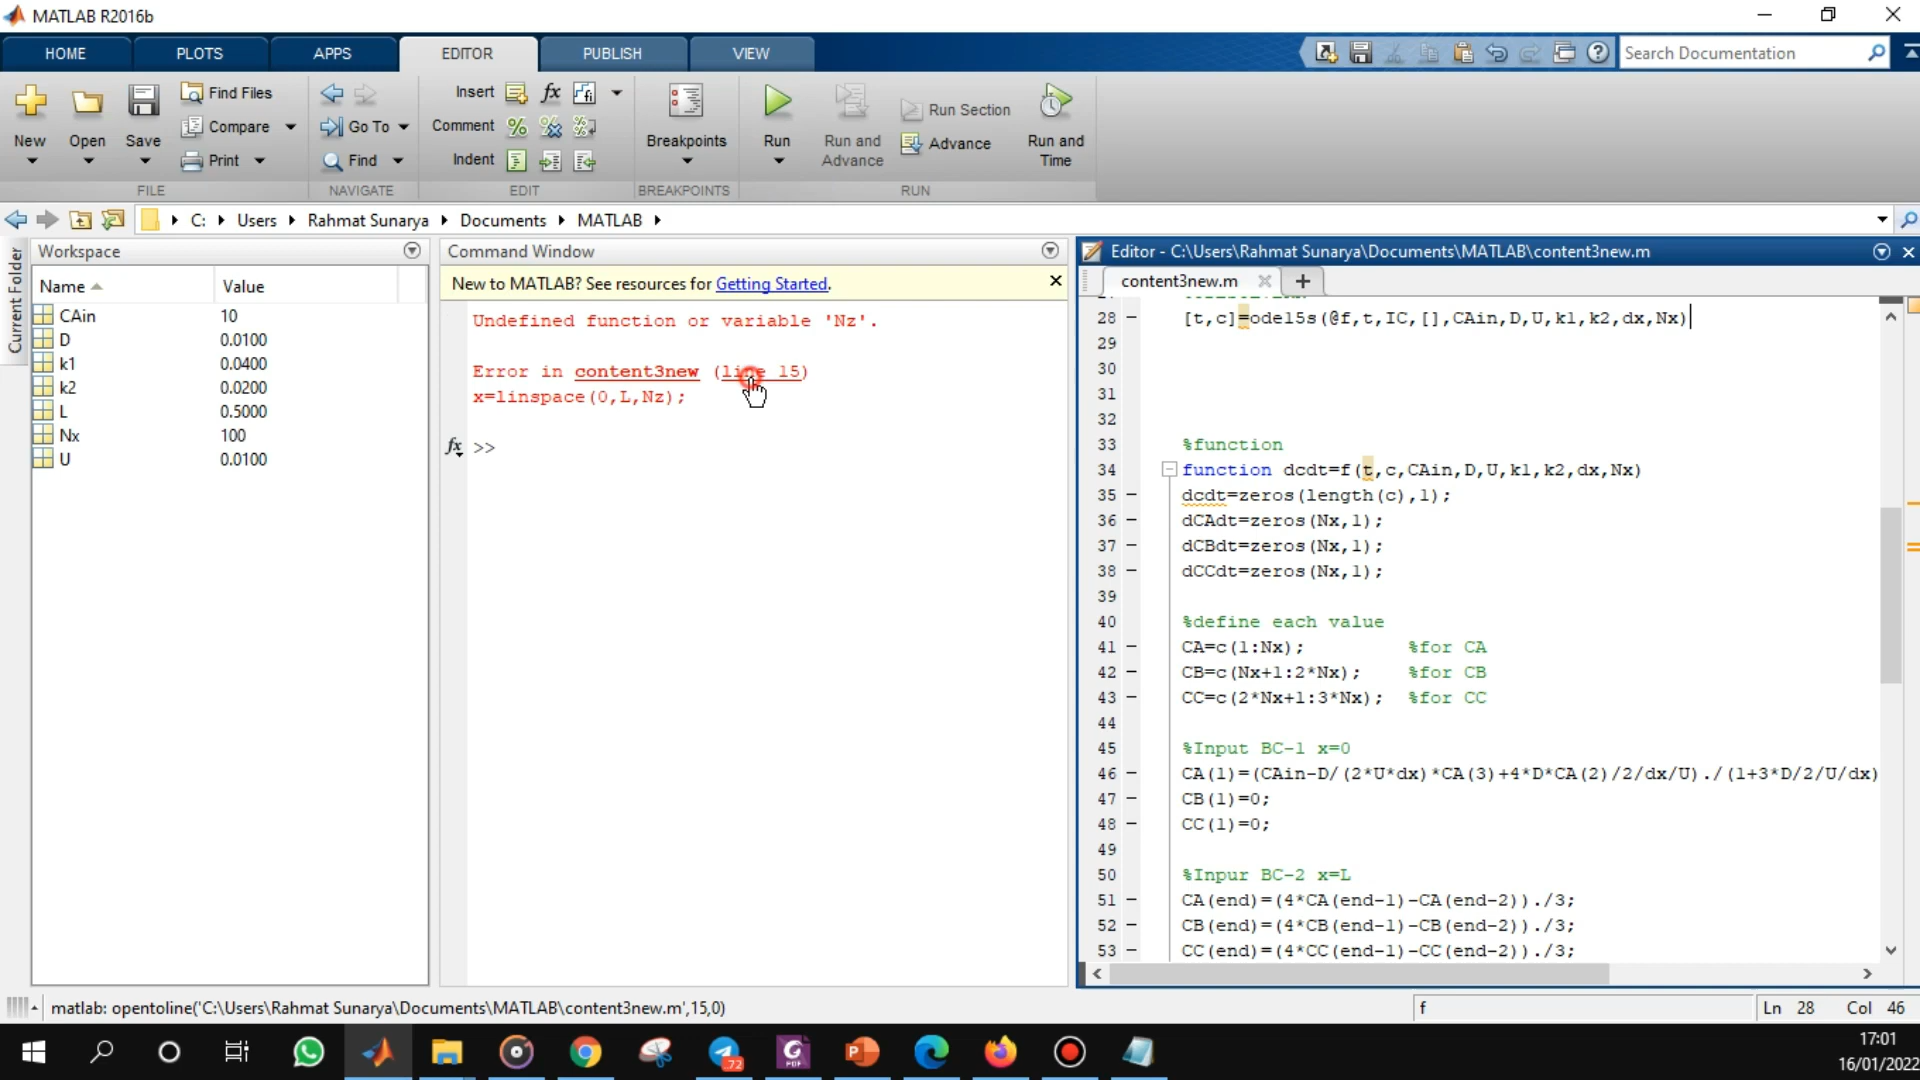 MATLAB R2016b
HOME PLOTS APPS EDITOR PUBLISH VIEW
Search Documentation
New
Open
Save
Find Files
Compare
Print
Go To
Find
Insert
fx
Comment
Indent
Breakpoints
Run
Run and Advance
Run Section
Advance
Run and Time
FILE NAVIGATE EDIT BREAKPOINTS RUN
C: Users Rahmat Sunarya Documents MATLAB
Current Folder
Workspace
Name Value
CAin 10
D 0.0100
k1 0.0400
k2 0.0200
L 0.5000
Nx 100
U 0.0100
Command Window
New to MATLAB? See resources for Getting Started.
Undefined function or variable 'Nz'.
Error in content3new (line 15)
x=linspace(0,L,Nz);
fx >>
Editor - C:\Users\Rahmat Sunarya\Documents\MATLAB\content3new.m
content3new.m
28 [t,c]=ode15s(@f,t,IC,[],CAin,D,U,k1,k2,dx,Nx)
29
30
31
32
33 %function
34 function dcdt=f(t,c,CAin,D,U,k1,k2,dx,Nx)
35 dcdt=zeros(length(c),1);
36 dCAdt=zeros(Nx,1);
37 dCBdt=zeros(Nx,1);
38 dCCdt=zeros(Nx,1);
39
40 %define each value
41 CA=c(1:Nx); %for CA
42 CB=c(Nx+1:2*Nx); %for CB
43 CC=c(2*Nx+1:3*Nx); %for CC
44
45 %Input BC-1 x=0
46 CA(1)=(CAin-D/(2*U*dx)*CA(3)+4*D*CA(2)/2/dx/U)./(1+3*D/2/U/dx)
47 CB(1)=0;
48 CC(1)=0;
49
50 %Inpur BC-2 x=L
51 CA(end)=(4*CA(end-1)-CA(end-2))./3;
52 CB(end)=(4*CB(end-1)-CB(end-2))./3;
53 CC(end)=(4*CC(end-1)-CC(end-2))./3;
matlab: opentoline('C:\Users\Rahmat Sunarya\Documents\MATLAB\content3new.m',15,0)
f
Ln 28 Col 46
72
17:01
16/01/2022